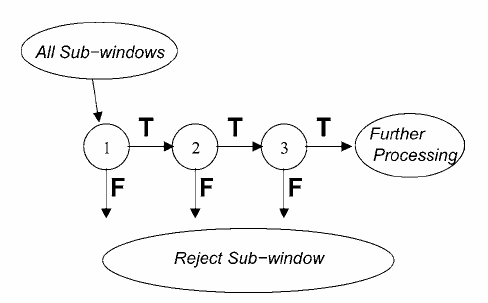 All Sub-windows
T T T
1 2 3
Further
Processing
F F F
Reject Sub-window